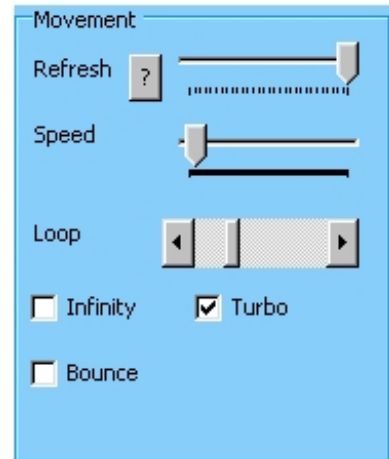 Movement
Refresh ?
Speed
Loop
Infinity Turbo
Bounce